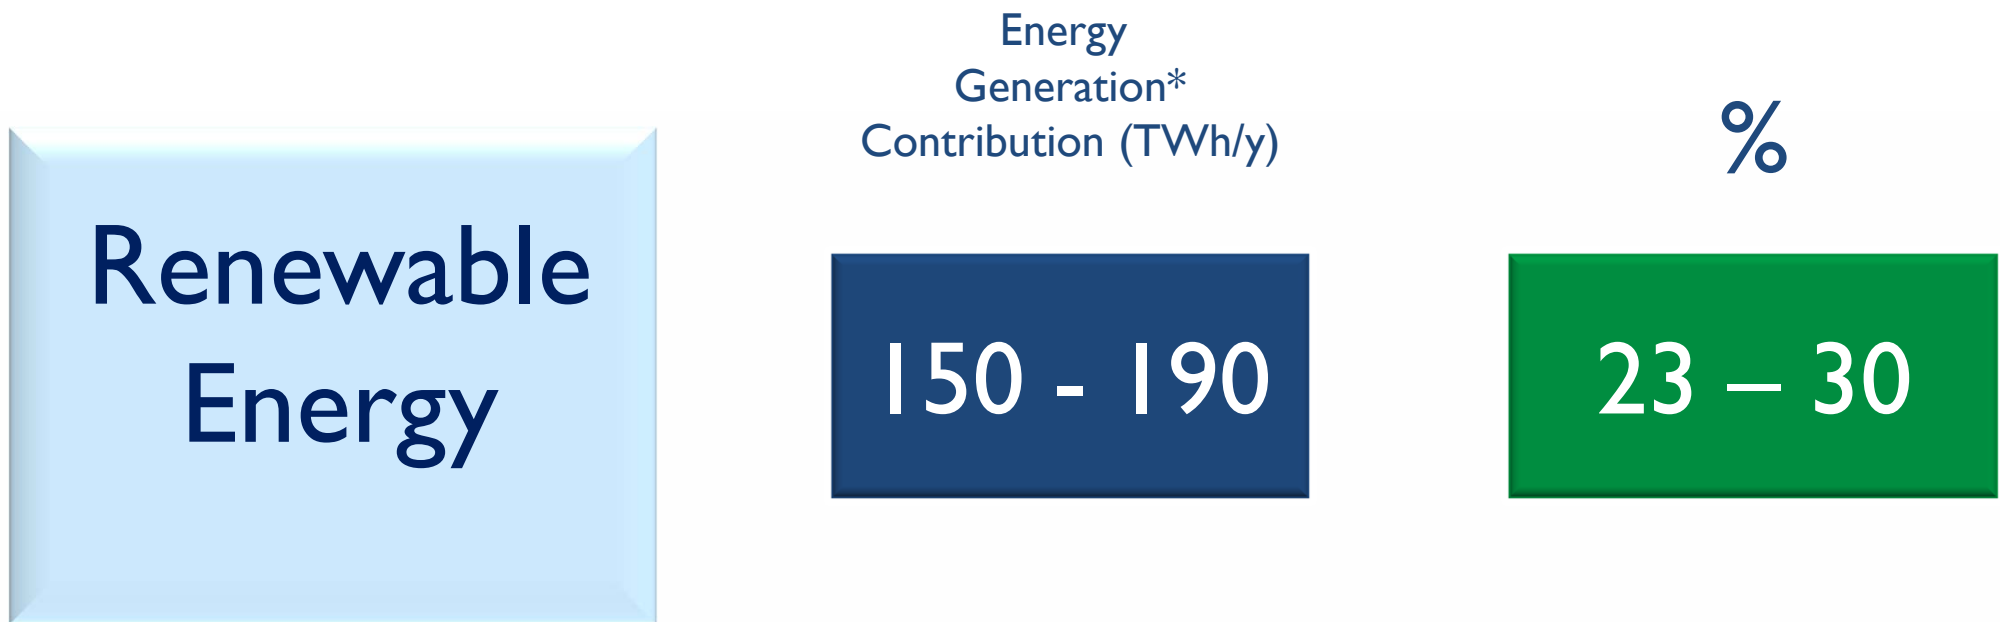 Energy
Generation*
Contribution (TWh/y)
%
Renewable
Energy
150 - 190
23 – 30